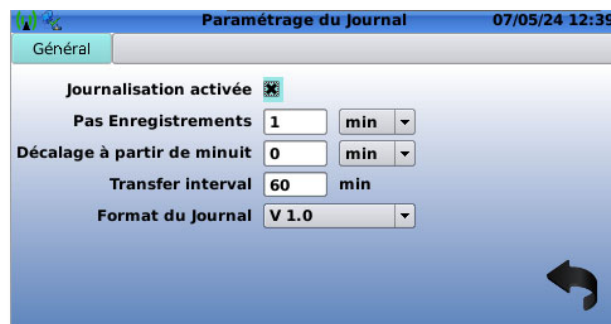 Paramétrage du Journal 07/05/24 12:39
Général
Journalisation activée
Pas Enregistrements 1 min
Décalage à partir de minuit 0 min
Transfer interval 60 min
Format du Journal V 1.0